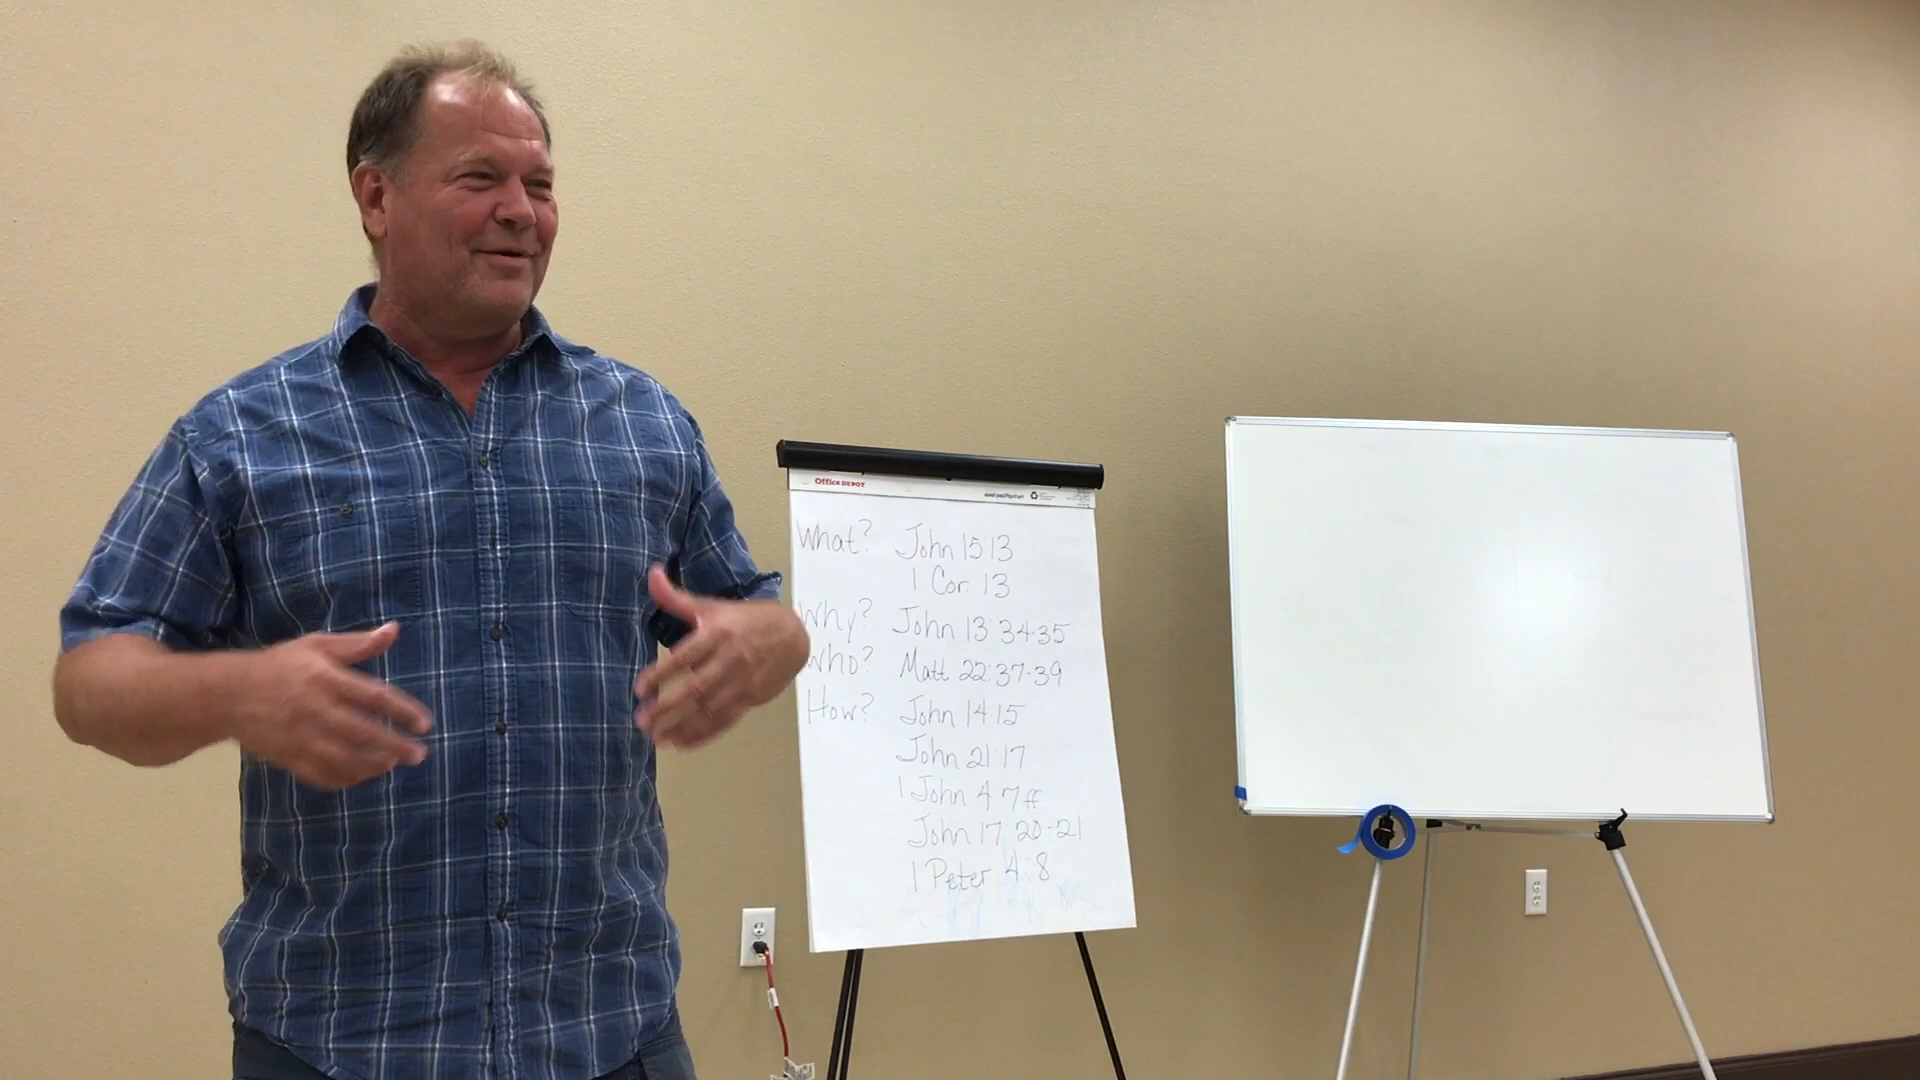 Office DEPOT
What? John 15:13
1 Cor. 13
Why? John 13:34-35
Who? Matt 22:37-39
How? John 14:15
John 21:17
1 John 4:7ff
John 17:20-21
1 Peter 4:8